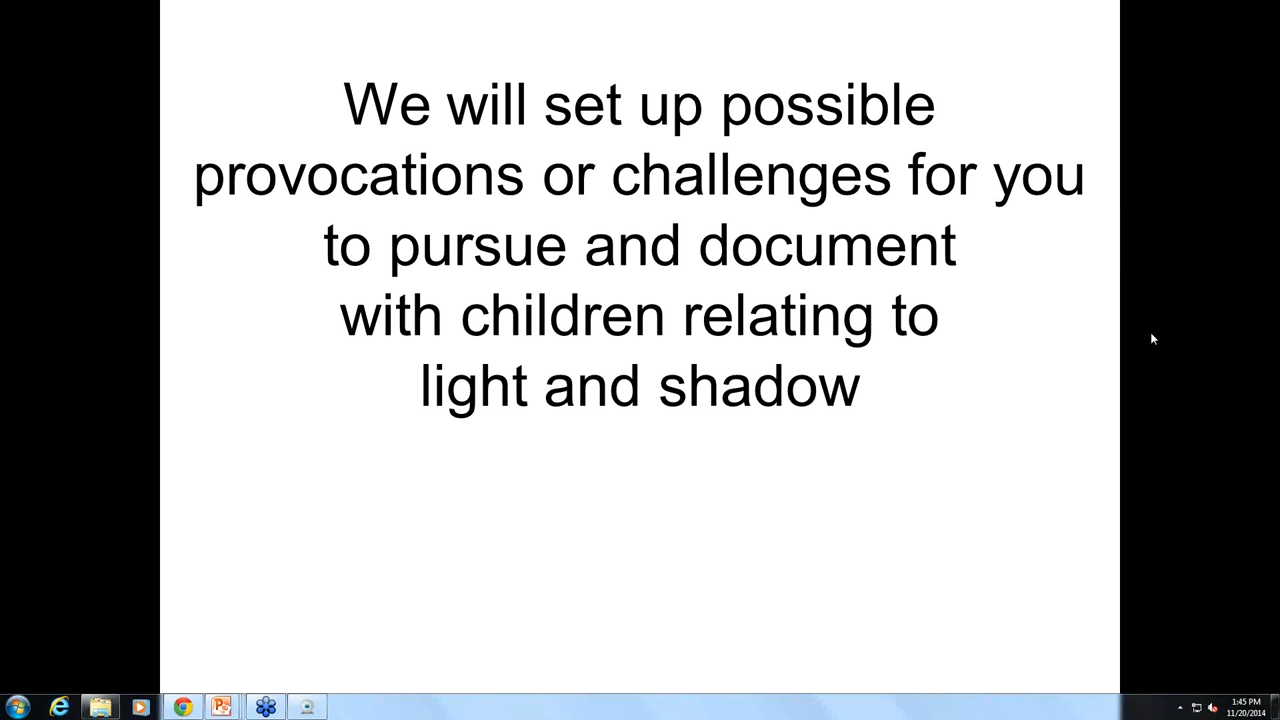 We will set up possible
provocations or challenges for you
to pursue and document
with children relating to
light and shadow
1:45 PM
11/20/2014